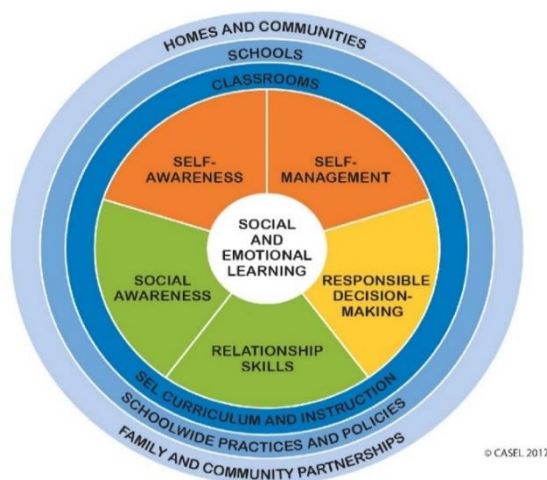 HOMES AND COMMUNITIES
SCHOOLS
CLASSROOMS
SELF-
AWARENESS
SELF-
MANAGEMENT
SOCIAL
AND
EMOTIONAL
LEARNING
SOCIAL
AWARENESS
RESPONSIBLE
DECISION-
MAKING
RELATIONSHIP
SKILLS
SEL CURRICULUM AND INSTRUCTION
SCHOOLWIDE PRACTICES AND POLICIES
FAMILY AND COMMUNITY PARTNERSHIPS
© CASEL 2017